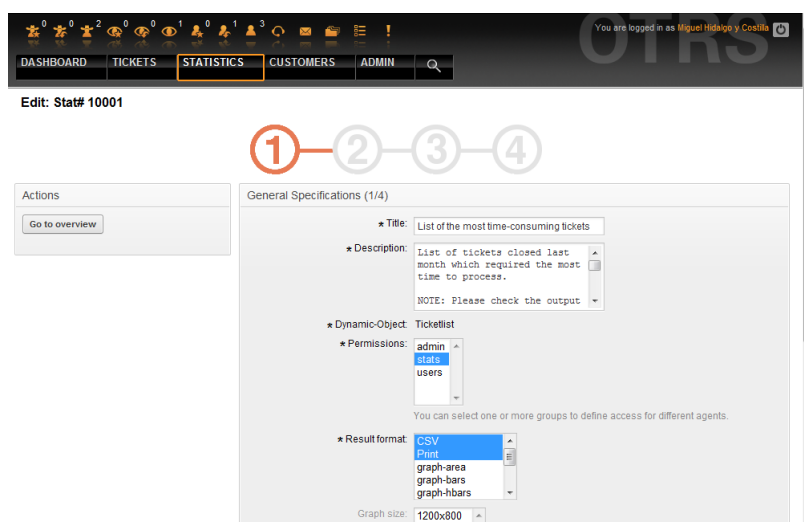 0 0 2 0 0 1 0 1 3
OTRS
You are logged in as Miguel Hidalgo y Costilla
DASHBOARD TICKETS STATISTICS CUSTOMERS ADMIN
Edit: Stat# 10001
1 2 3 4
Actions
Go to overview
General Specifications (1/4)
★ Title: List of the most time-consuming tickets
★ Description: List of tickets closed last
month which required the most
time to process.
NOTE: Please check the output
★ Dynamic-Object: Ticketlist
★ Permissions: admin
stats
users
You can select one or more groups to define access for different agents.
★ Result format: CSV
Print
graph-area
graph-bars
graph-hbars
Graph size: 1200x800